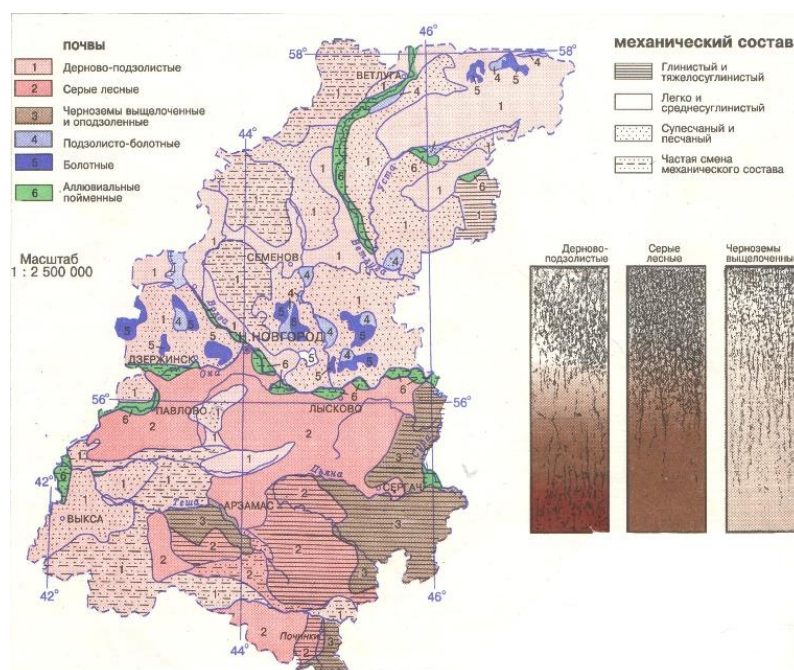 почвы
1 Дерново-подзолистые
2 Серые лесные
3 Черноземы выщелоченные
и оподзоленные
4 Подзолисто-болотные
5 Болотные
6 Аллювиальные
пойменные
Масштаб
1 : 2 500 000
механический состав
Глинистый и
тяжелосуглинистый
Легко и
среднесуглинистый
Супесчаный и
песчаный
Частая смена
механического состава
Дерново-
подзолистые
Серые
лесные
Черноземы
выщелоченные
46°
58°
58°
ВЕТЛУГА
44°
Уста
Ветлуга
СЕМЕНОВ
Н.НОВГОРОД
ДЗЕРЖИНСК
Ока
56°
56°
ПАВЛОВО
ЛЫСКОВО
Пьяна
42°
СЕРГАЧ
Теша
АРЗАМАС
ВЫКСА
42°
46°
44°
Починки